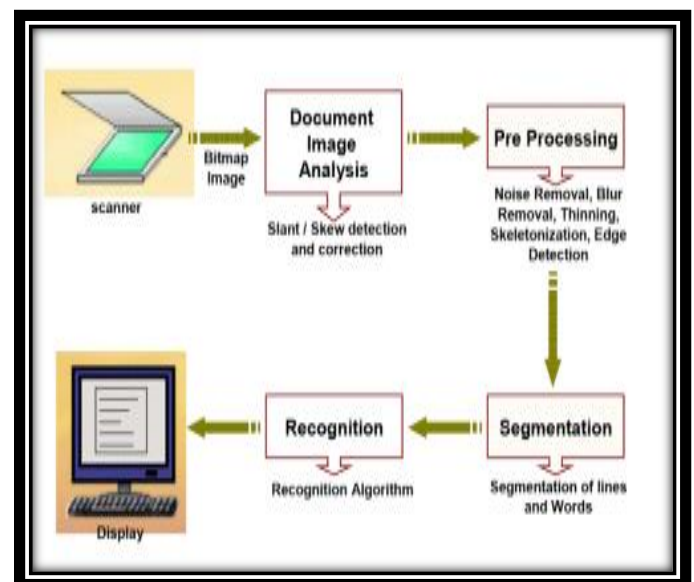 scanner
Bitmap
Image
Document
Image
Analysis
Slant / Skew detection
and correction
Pre Processing
Noise Removal, Blur
Removal, Thinning,
Skeletonization, Edge
Detection
Segmentation
Segmentation of lines
and Words
Recognition
Recognition Algorithm
Display